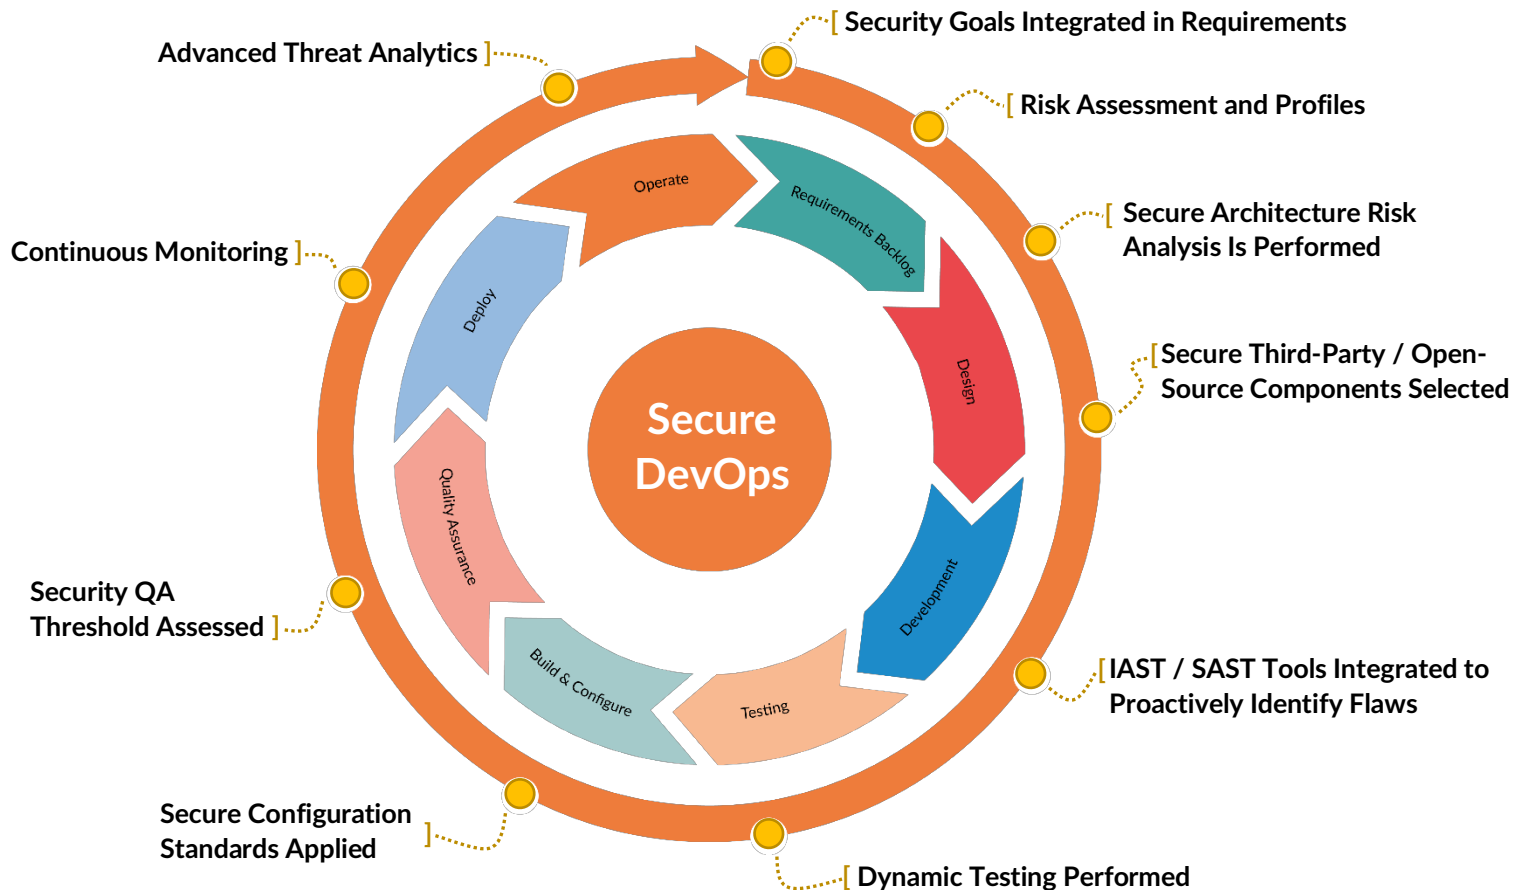 Security Goals Integrated in Requirements
Advanced Threat Analytics
Risk Assessment and Profiles
Operate
Requirements Backlog
Secure Architecture Risk
Analysis Is Performed
Continuous Monitoring
Deploy
Design
Secure Third-Party / Open-
Source Components Selected
Secure
DevOps
Quality Assurance
Development
Security QA
Threshold Assessed
Build & Configure
Testing
IAST / SAST Tools Integrated to
Proactively Identify Flaws
Secure Configuration
Standards Applied
Dynamic Testing Performed